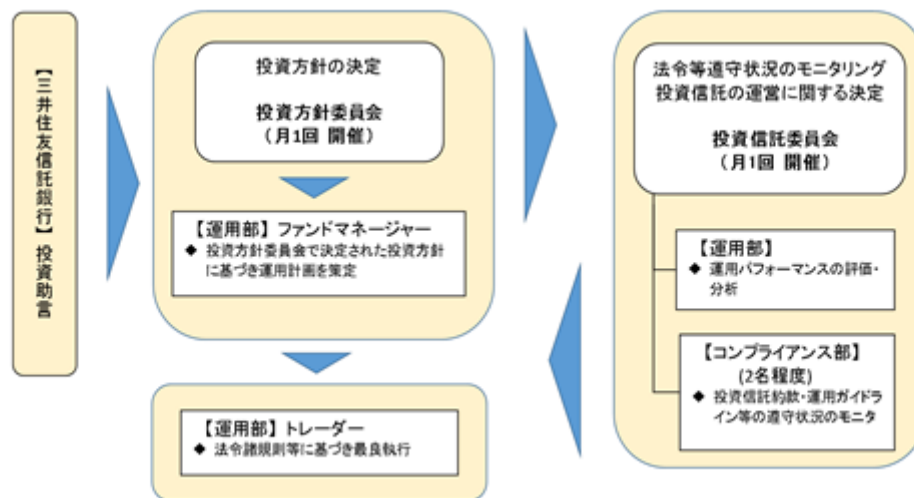 【三井住友信託銀行】投資助言
投資方針の決定
投資方針委員会
(月1回 開催)
【運用部】ファンドマネージャー
◆ 投資方針委員会で決定された投資方針
に基づき運用計画を策定
【運用部】トレーダー
◆ 法令諸規則等に基づき最良執行
法令等遵守状況のモニタリング
投資信託の運営に関する決定
投資信託委員会
(月1回 開催)
【運用部】
◆ 運用パフォーマンスの評価・
分析
【コンプライアンス部】
(2名程度)
◆ 投資信託約款・運用ガイドラ
イン等の遵守状況のモニタ